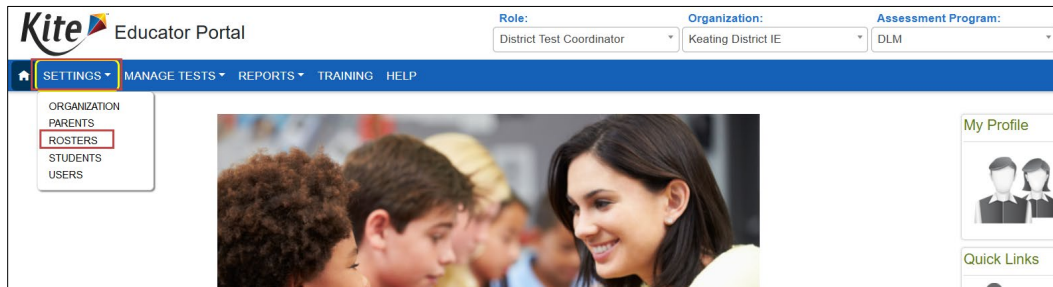 Kite Educator Portal
Role: Organization: Assessment Program:
District Test Coordinator Keating District IE DLM
SETTINGS MANAGE TESTS REPORTS TRAINING HELP
ORGANIZATION
PARENTS
ROSTERS
STUDENTS
USERS
My Profile
Quick Links